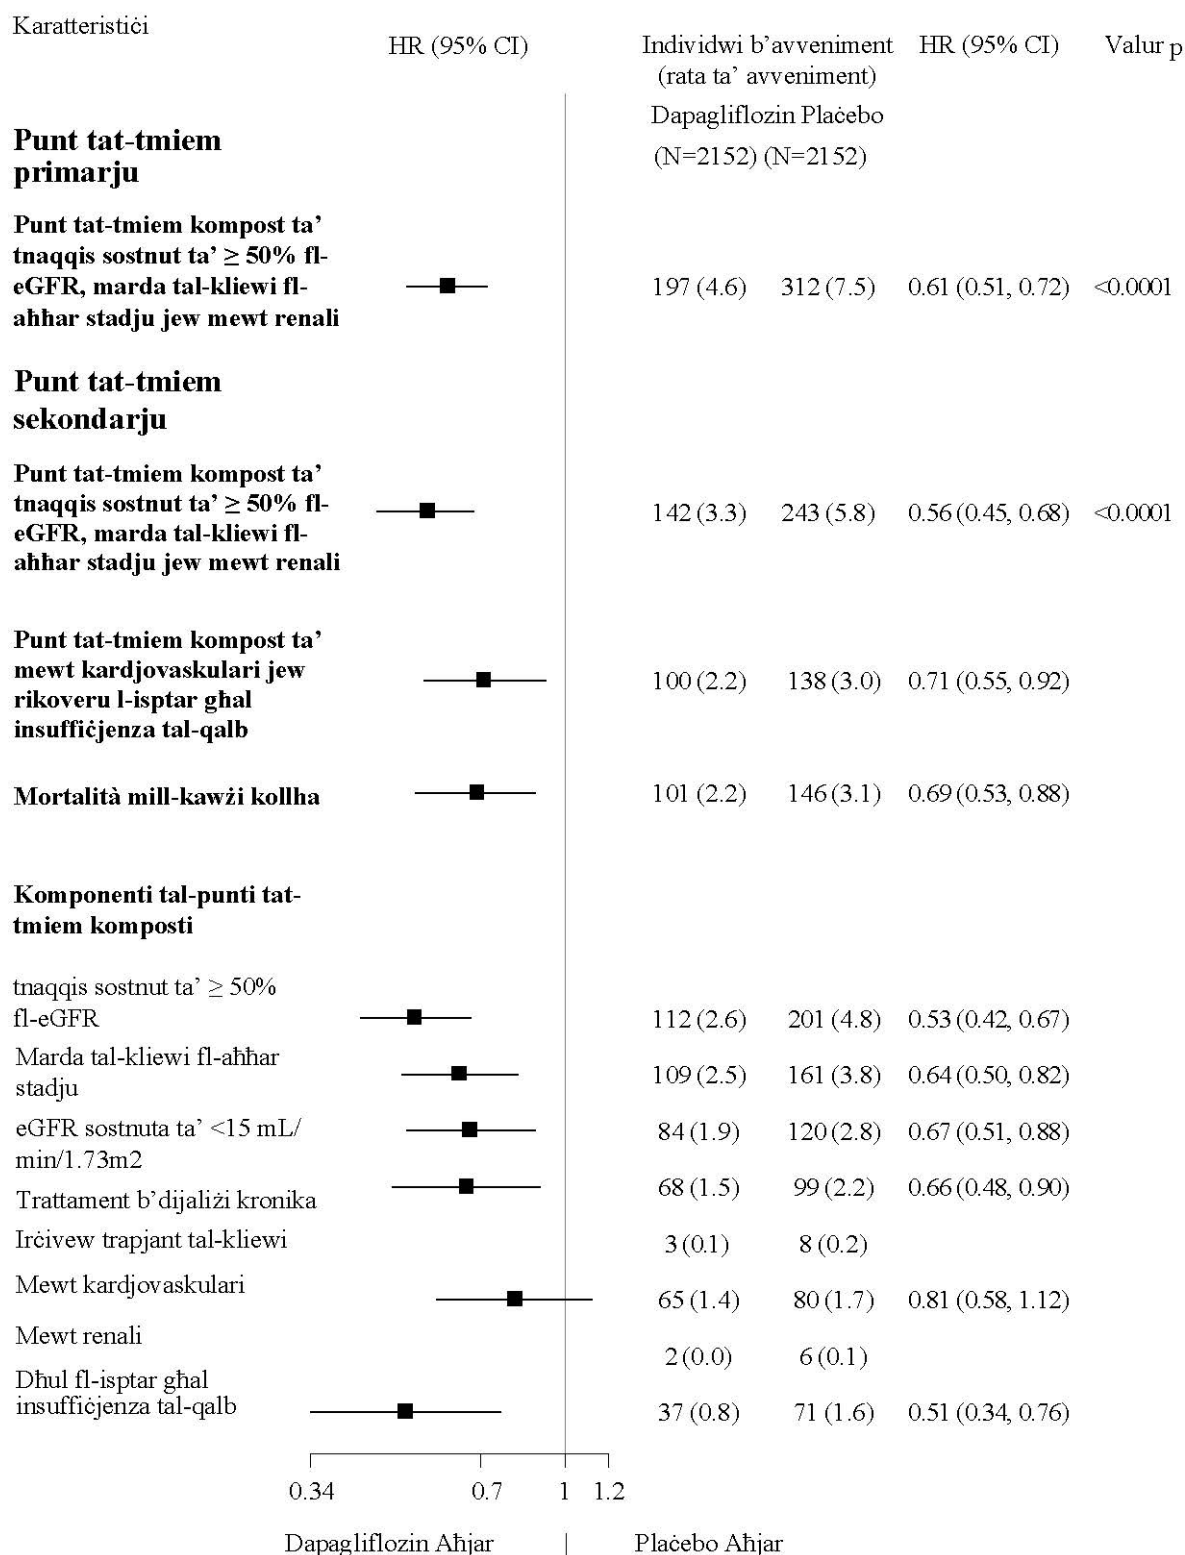 Karatteristiċi
HR (95% CI)
Individwi b’avveniment
(rata ta’ avveniment)
HR (95% CI)
Valur p
Dapagliflozin Plaċebo
(N=2152) (N=2152)
Punt tat-tmiem
primarju
Punt tat-tmiem kompost ta’
tnaqqis sostnut ta’ ≥ 50% fl-
eGFR, marda tal-kliewi fl-
aħħar stadju jew mewt renali
197 (4.6) 312 (7.5) 0.61 (0.51, 0.72) <0.0001
Punt tat-tmiem
sekondarju
Punt tat-tmiem kompost ta’
tnaqqis sostnut ta’ ≥ 50% fl-
eGFR, marda tal-kliewi fl-
aħħar stadju jew mewt renali
142 (3.3) 243 (5.8) 0.56 (0.45, 0.68) <0.0001
Punt tat-tmiem kompost ta’
mewt kardjovaskulari jew
rikoveru l-isptar għal
insuffiċjenza tal-qalb
100 (2.2) 138 (3.0) 0.71 (0.55, 0.92)
Mortalità mill-kawżi kollha
101 (2.2) 146 (3.1) 0.69 (0.53, 0.88)
Komponenti tal-punti tat-
tmiem komposti
tnaqqis sostnut ta’ ≥ 50%
fl-eGFR
112 (2.6) 201 (4.8) 0.53 (0.42, 0.67)
Marda tal-kliewi fl-aħħar
stadju
109 (2.5) 161 (3.8) 0.64 (0.50, 0.82)
eGFR sostnuta ta’ <15 mL/
min/1.73m2
84 (1.9) 120 (2.8) 0.67 (0.51, 0.88)
Trattament b’dijaliżi kronika
68 (1.5) 99 (2.2) 0.66 (0.48, 0.90)
Irċivew trapjant tal-kliewi
3 (0.1) 8 (0.2)
Mewt kardjovaskulari
65 (1.4) 80 (1.7) 0.81 (0.58, 1.12)
Mewt renali
2 (0.0) 6 (0.1)
Dħul fl-isptar għal
insuffiċjenza tal-qalb
37 (0.8) 71 (1.6) 0.51 (0.34, 0.76)
0.34 0.7 1 1.2
Dapagliflozin Aħjar | Plaċebo Aħjar